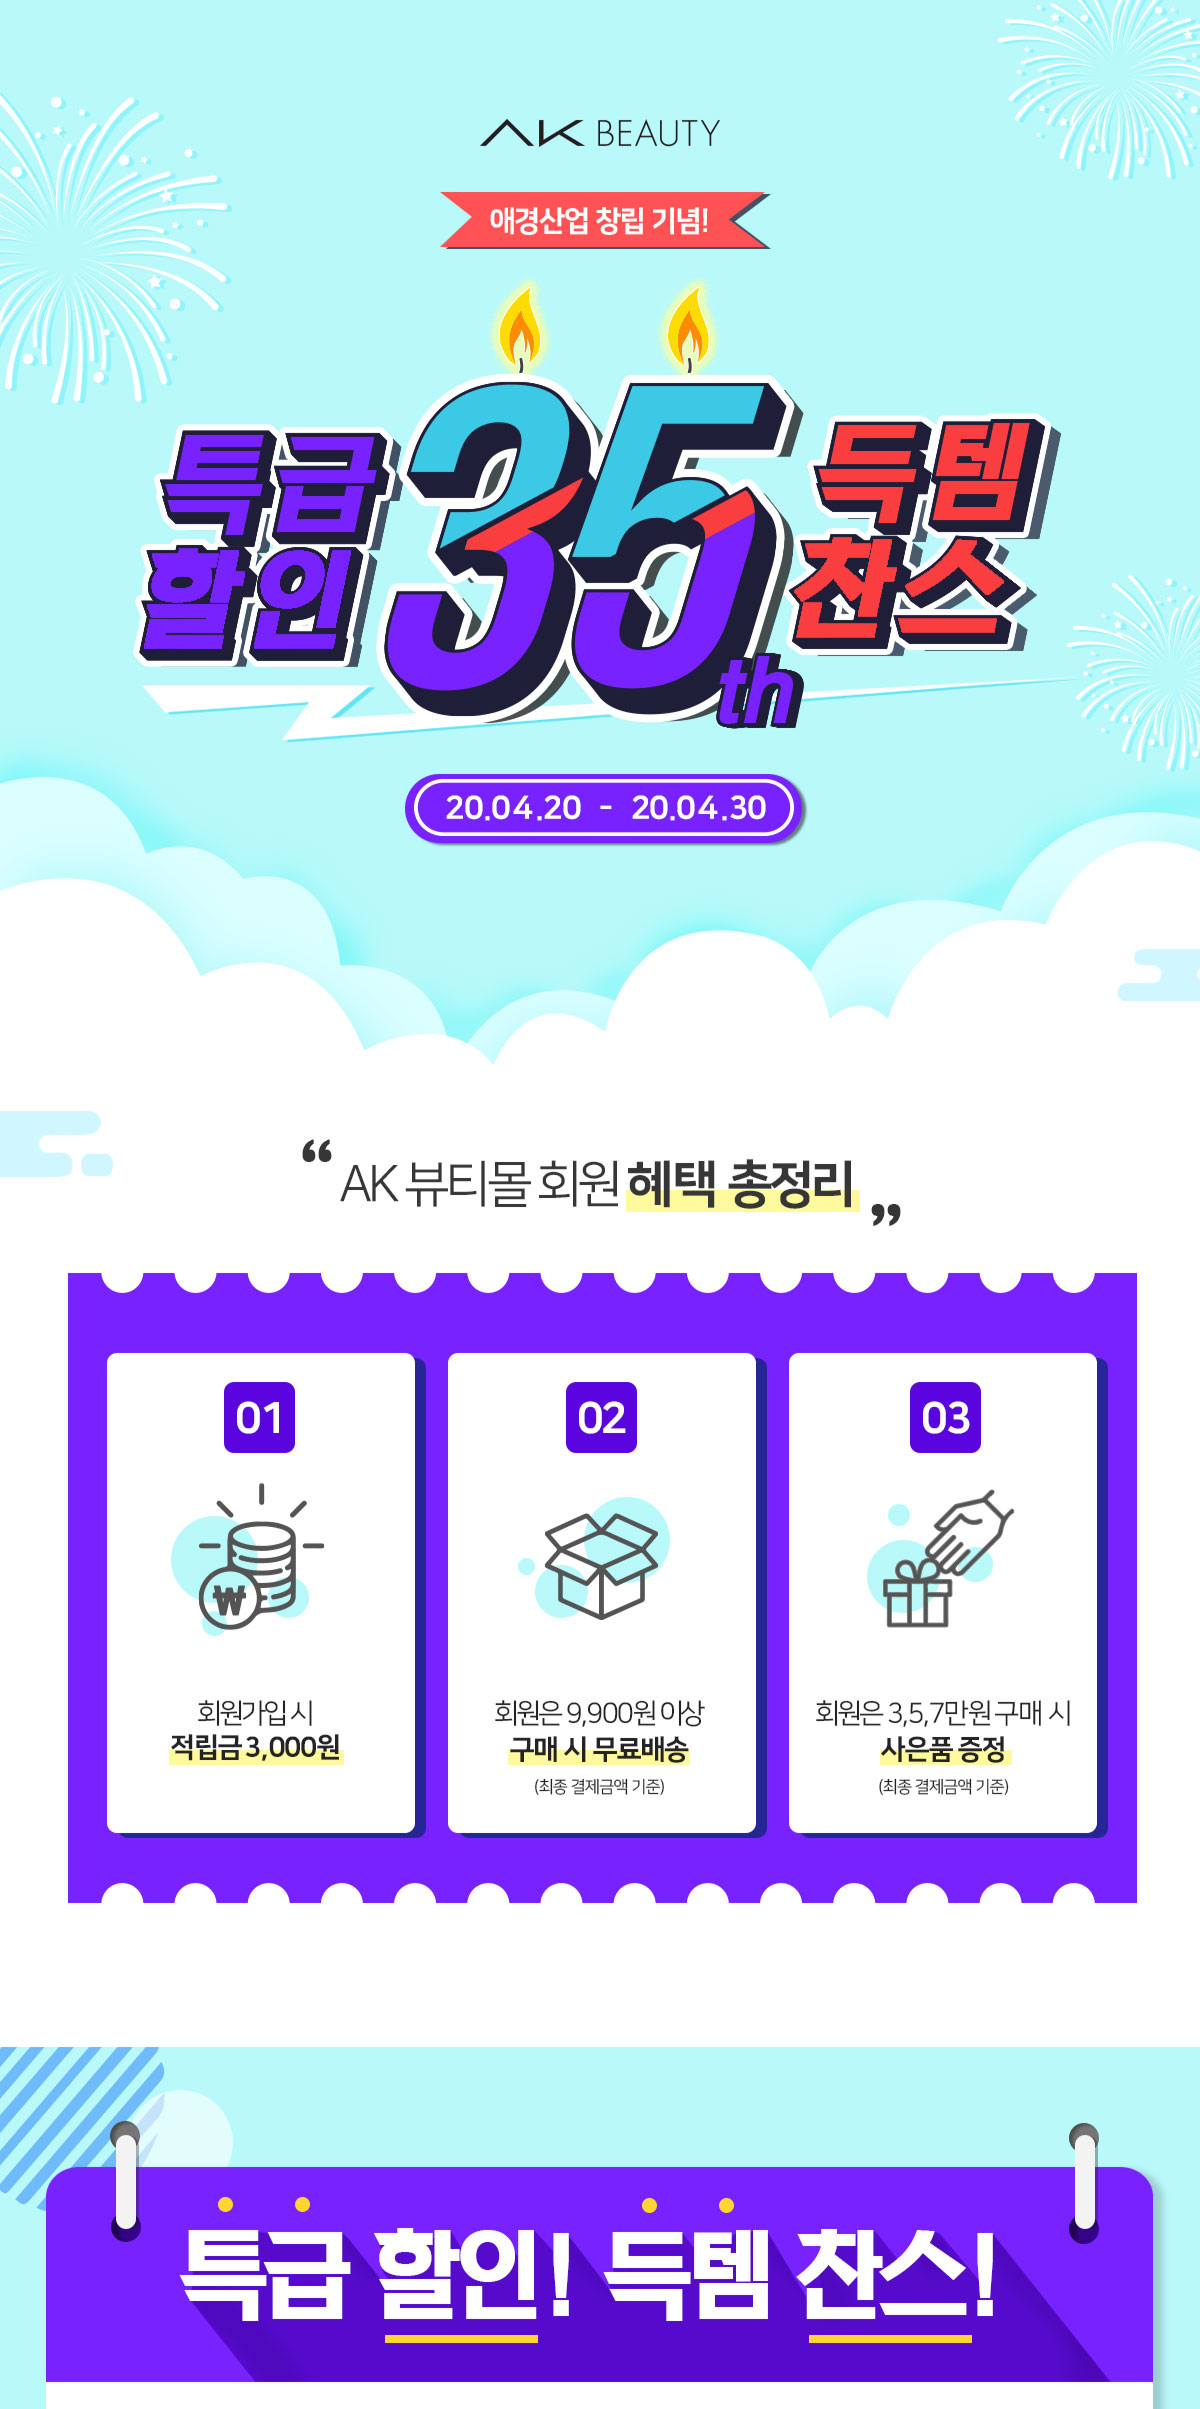 AK BEAUTY
애경산업 창립 기념!
특급 할인
35th
득템 찬스
20.04.20 - 20.04.30
“AK 뷰티몰 회원 혜택 총정리”
01
₩
회원가입 시
적립금 3,000원
02
회원은 9,900원 이상
구매 시 무료배송
(최종 결제금액 기준)
03
회원은 3,5,7만원 구매 시
사은품 증정
(최종 결제금액 기준)
특급 할인! 득템 찬스!